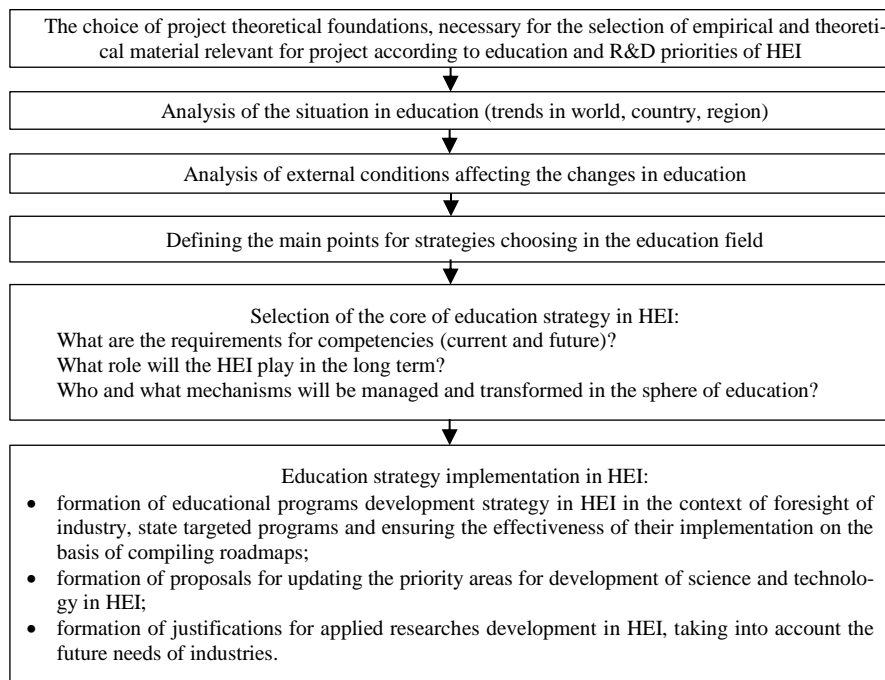 The choice of project theoretical foundations, necessary for the selection of empirical and theoreti-
cal material relevant for project according to education and R&D priorities of HEI
Analysis of the situation in education (trends in world, country, region)
Analysis of external conditions affecting the changes in education
Defining the main points for strategies choosing in the education field
Selection of the core of education strategy in HEI:
What are the requirements for competencies (current and future)?
What role will the HEI play in the long term?
Who and what mechanisms will be managed and transformed in the sphere of education?
Education strategy implementation in HEI:
• formation of educational programs development strategy in HEI in the context of foresight of
industry, state targeted programs and ensuring the effectiveness of their implementation on the
basis of compiling roadmaps;
• formation of proposals for updating the priority areas for development of science and technolo-
gy in HEI;
• formation of justifications for applied researches development in HEI, taking into account the
future needs of industries.